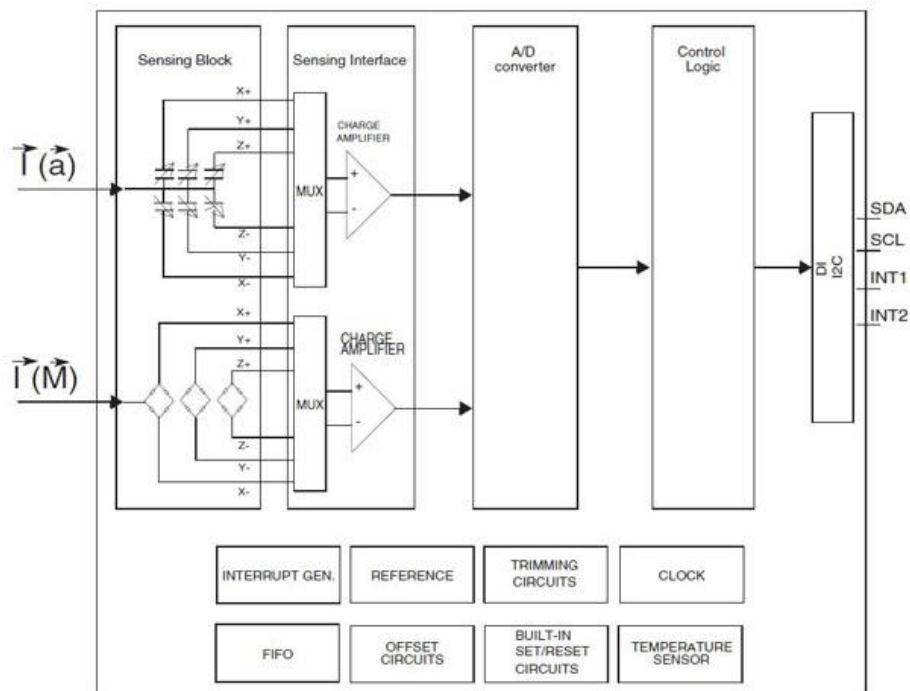 Sensing Block
Sensing Interface
A/D
converter
Control
Logic
X+
Y+
Z+
CHARGE
AMPLIFIER
I (a)
MUX
+
-
Z-
Y-
X-
SDA
SCL
INT1
INT2
DI
I2C
X+
Y+
Z+
CHARGE
AMPLIFIER
I (M)
MUX
+
-
Z-
Y-
X-
INTERRUPT GEN.
REFERENCE
TRIMMING
CIRCUITS
CLOCK
FIFO
OFFSET
CIRCUITS
BUILT-IN
SET/RESET
CIRCUITS
TEMPERATURE
SENSOR